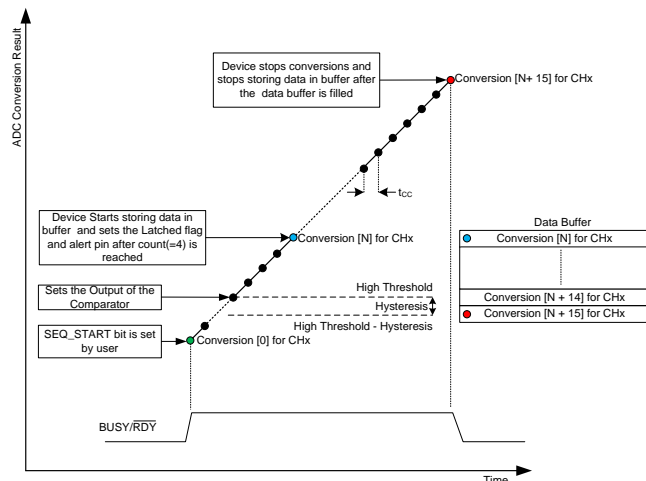 ADC Conversion Result
Device stops conversions and
stops storing data in buffer after
the data buffer is filled
Conversion [N+ 15] for CHx
tCC
Device Starts storing data in
buffer and sets the Latched flag
and alert pin after count(=4) is
reached
Conversion [N] for CHx
Data Buffer
Conversion [N] for CHx
Conversion [N + 14] for CHx
Conversion [N + 15] for CHx
Sets the Output of the
Comparator
High Threshold
Hysteresis
High Threshold - Hysteresis
SEQ_START bit is set
by user
Conversion [0] for CHx
BUSY/RDY
Time